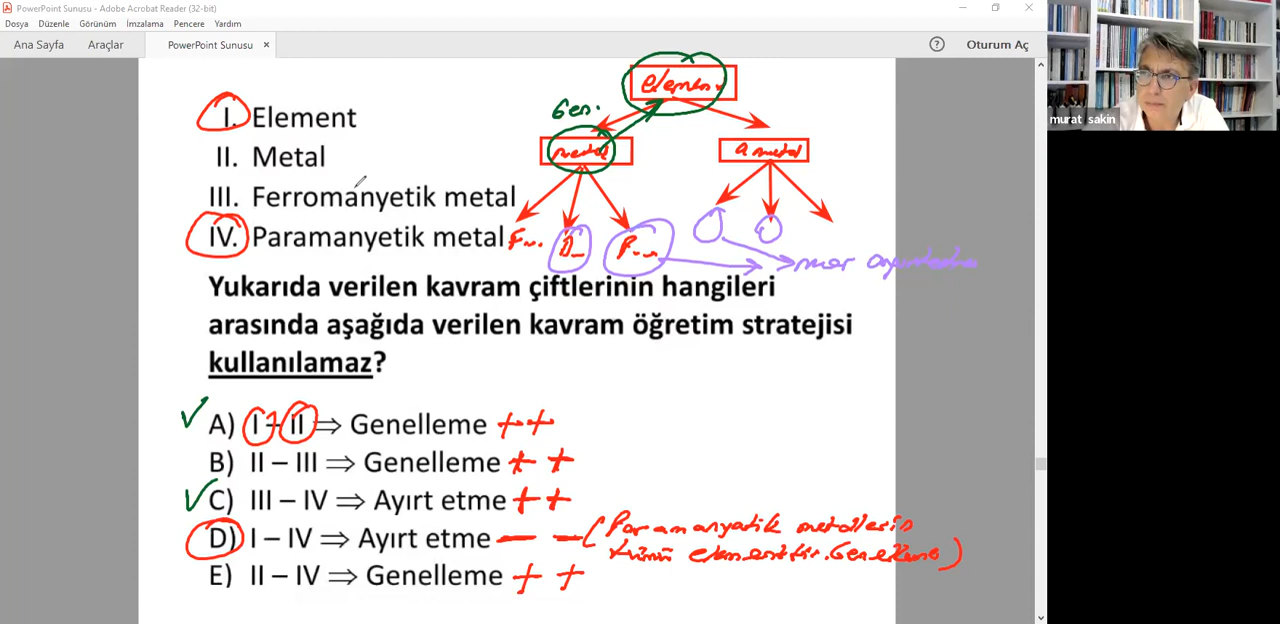 PowerPoint Sunusu - Adobe Acrobat Reader (32-bit)
Dosya Düzenle Görünüm İmzalama Pencere Yardım
Ana Sayfa Araçlar PowerPoint Sunusu × Oturum Aç
murat sakin
element
Gen.
metal
ametal
F.m. D_ P...
I. Element
II. Metal
III. Ferromanyetik metal
IV. Paramanyetik metal
Yukarıda verilen kavram çiftlerinin hangileri
arasında aşağıda verilen kavram öğretim stratejisi
kullanılamaz?
A) I – II ⇒ Genelleme ++
B) II – III ⇒ Genelleme ++
C) III – IV ⇒ Ayırt etme ++
D) I – IV ⇒ Ayırt etme – – (Paramanyatik metallerin
tümü elementtir. Genelleme)
E) II – IV ⇒ Genelleme ++